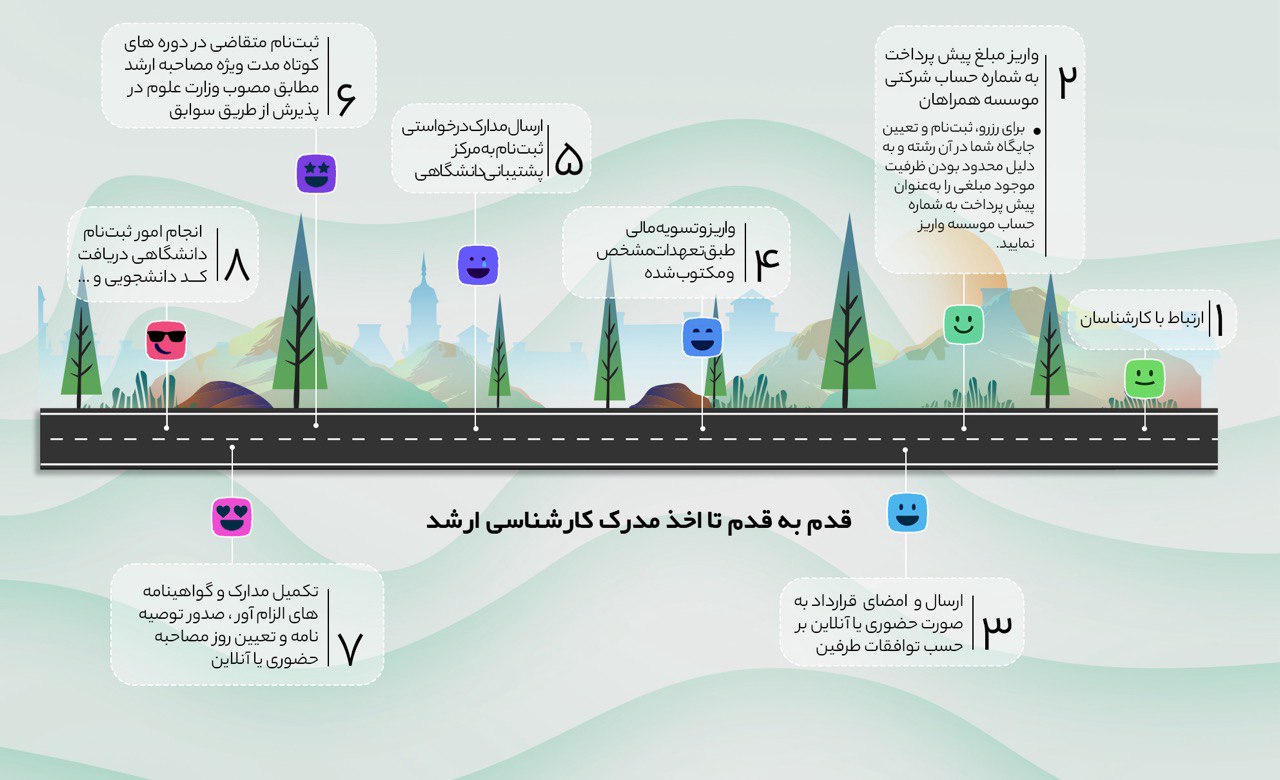 ۱
ارتباط با کارشناسان
۲
واریز مبلغ پیش پرداخت
به شماره حساب شرکتی
موسسه همراهان
• برای رزرو، ثبت‌نام و تعیین
جایگاه شما در آن رشته و به
دلیل محدود بودن ظرفیت
موجود مبلغی را به‌عنوان
پیش پرداخت به شماره
حساب موسسه واریز
نمایید.
۳
ارسال و امضای قرارداد به
صورت حضوری یا آنلاین بر
حسب توافقات طرفین
۴
واریز و تسویه مالی
طبق تعهدات مشخص
و مکتوب شده
۵
ارسال مدارک درخواستی
ثبت‌نام به مرکز
پشتیبانی دانشگاهی
۶
ثبت‌نام متقاضی در دوره های
کوتاه مدت ویژه مصاحبه ارشد
مطابق مصوب وزارت علوم در
پذیرش از طریق سوابق
۷
تکمیل مدارک و گواهینامه
های الزام آور ، صدور توصیه
نامه و تعیین روز مصاحبه
حضوری یا آنلاین
۸
انجام امور ثبت‌نام
دانشگاهی دریافت
کــد دانشجویی و ...
قدم به قدم تا اخذ مدرک کارشناسی ارشد